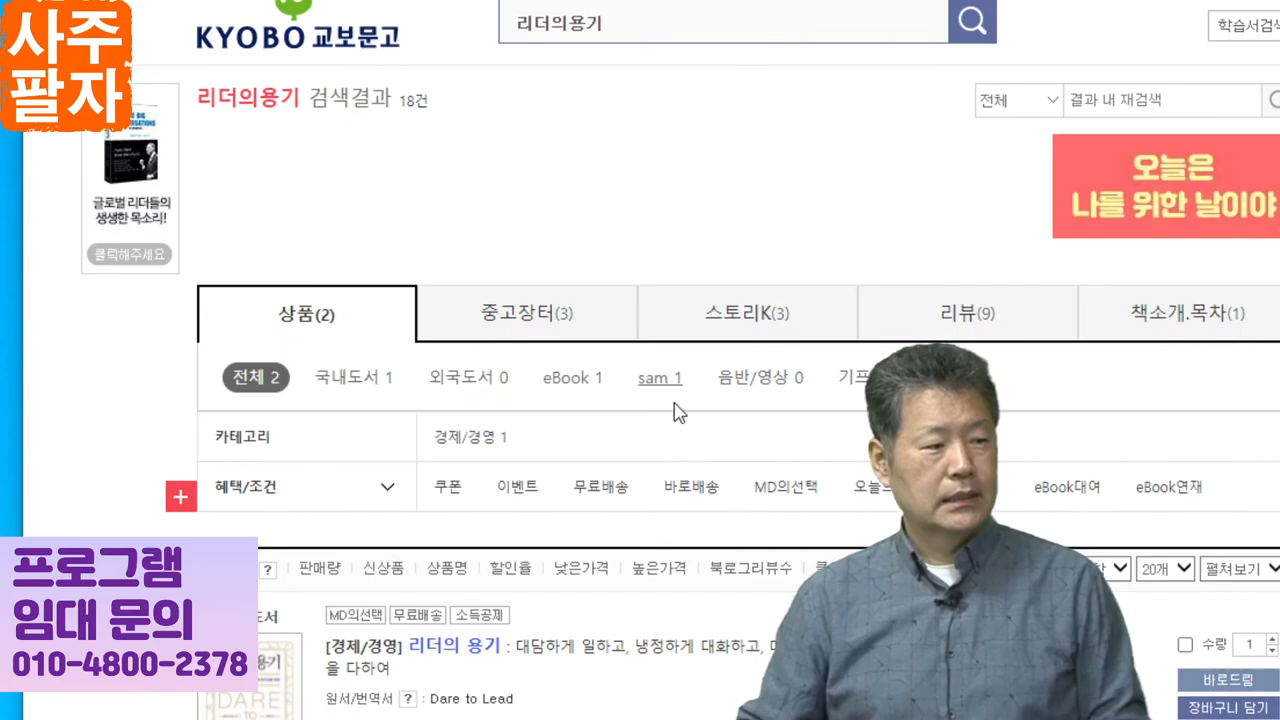 사주
팔자
KYOBO 교보문고
리더의용기
학습서검색
리더의용기 검색결과 18건
전체
결과 내 재검색
글로벌 리더들의
생생한 목소리!
클릭해주세요
오늘은
나를 위한 날이야
상품(2)
중고장터(3)
스토리K(3)
리뷰(9)
책소개.목차(1)
전체 2
국내도서 1
외국도서 0
eBook 1
sam 1
음반/영상 0
기프
카테고리
경제/경영 1
혜택/조건
쿠폰
이벤트
무료배송
바로배송
MD의선택
오늘
eBook대여
eBook연재
+
프로그램
임대 문의
010-4800-2378
?
판매량
신상품
상품명
할인율
낮은가격
높은가격
북로그리뷰수
20개
펼쳐보기
도서
MD의선택 무료배송 소득공제
[경제/경영] 리더의 용기 : 대담하게 일하고, 냉정하게 대화하고,
을 다하여
원서/번역서 ? : Dare to Lead
수량 1
바로드림
장바구니 담기
용기
DARE
TO